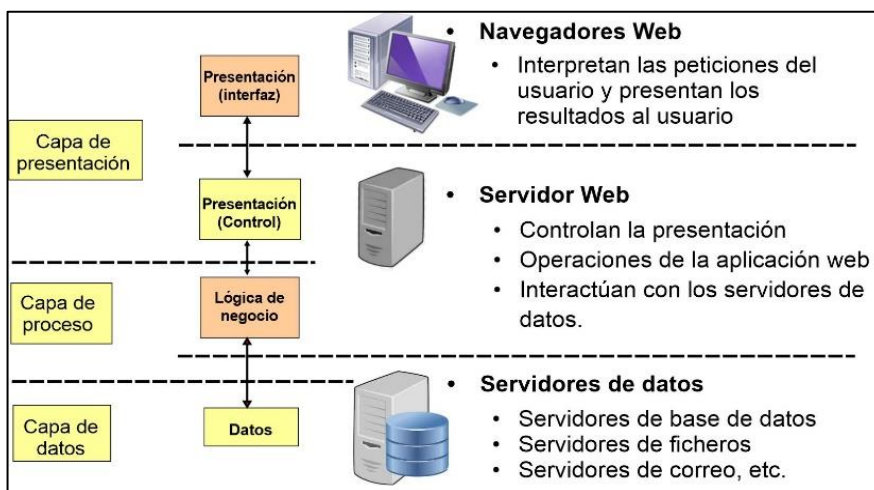 Capa de
presentación
Capa de
proceso
Capa de
datos
Presentación
(interfaz)
Presentación
(Control)
Lógica de
negocio
Datos
• Navegadores Web
• Interpretan las peticiones del
usuario y presentan los
resultados al usuario
• Servidor Web
• Controlan la presentación
• Operaciones de la aplicación web
• Interactúan con los servidores de
datos.
• Servidores de datos
• Servidores de base de datos
• Servidores de ficheros
• Servidores de correo, etc.